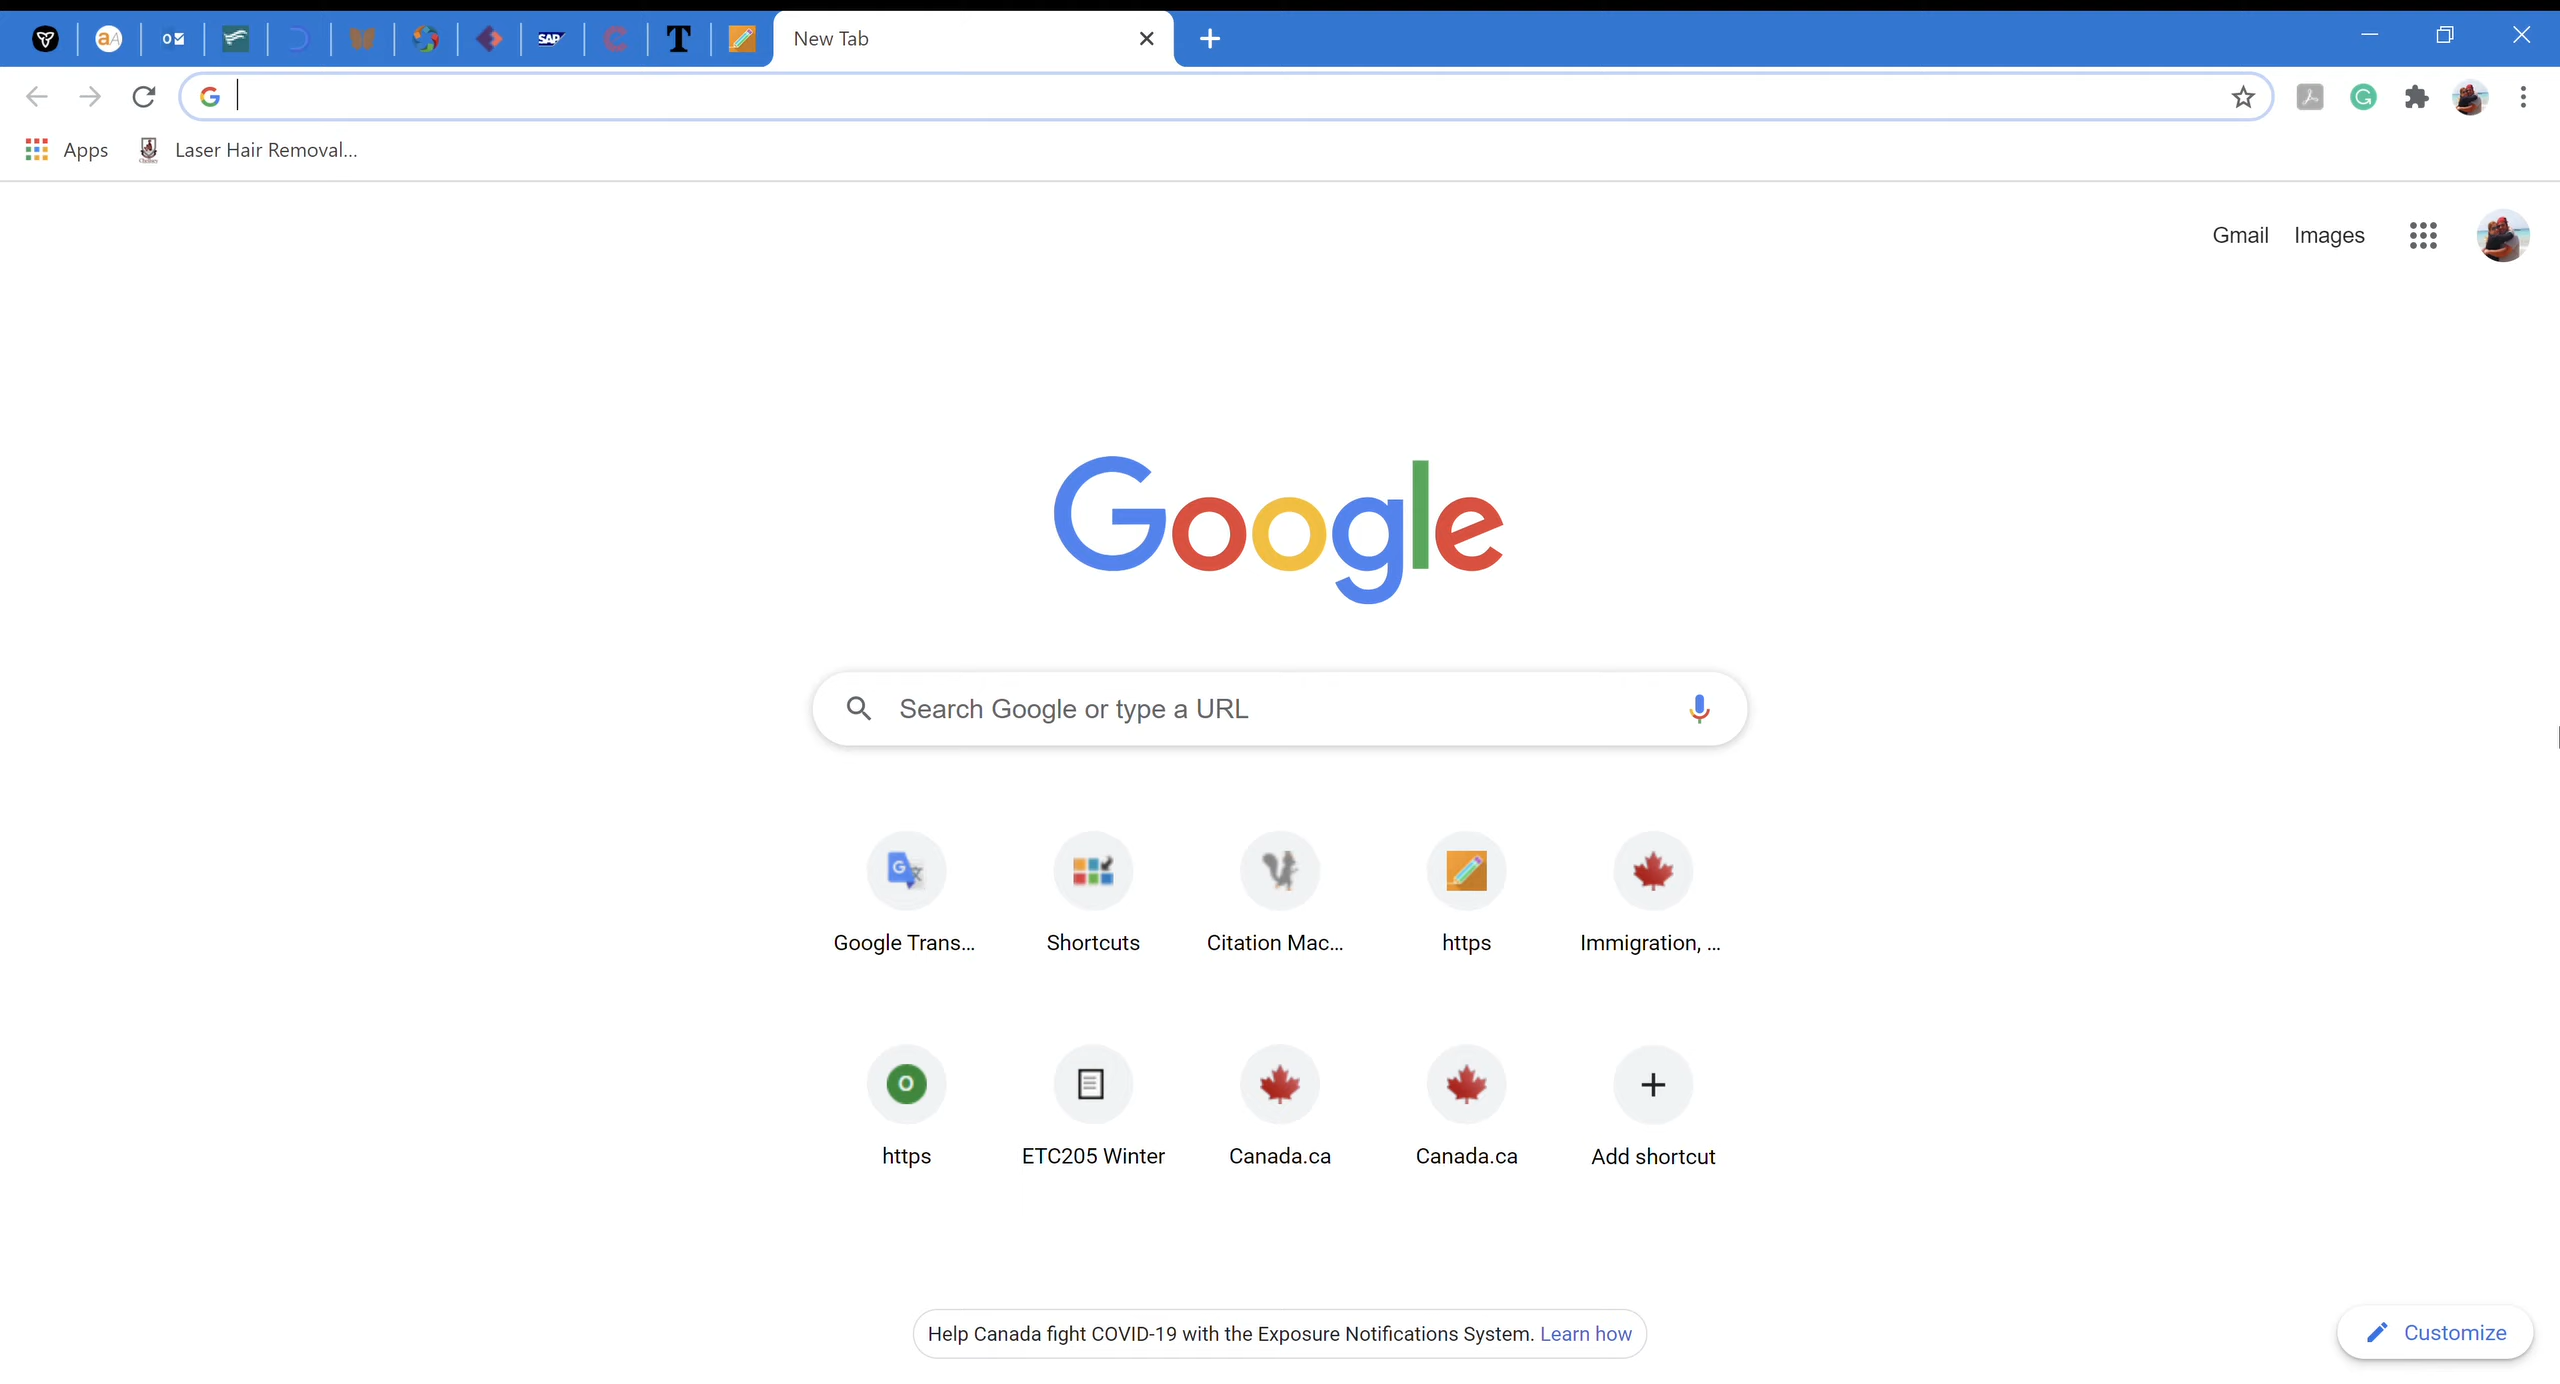 aA
SAP
T
New Tab
Apps
Laser Hair Removal...
Gmail
Images
Google
Search Google or type a URL
Google Trans...
Shortcuts
Citation Mac...
https
Immigration, ...
https
ETC205 Winter
Canada.ca
Canada.ca
Add shortcut
Help Canada fight COVID-19 with the Exposure Notifications System. Learn how
Customize